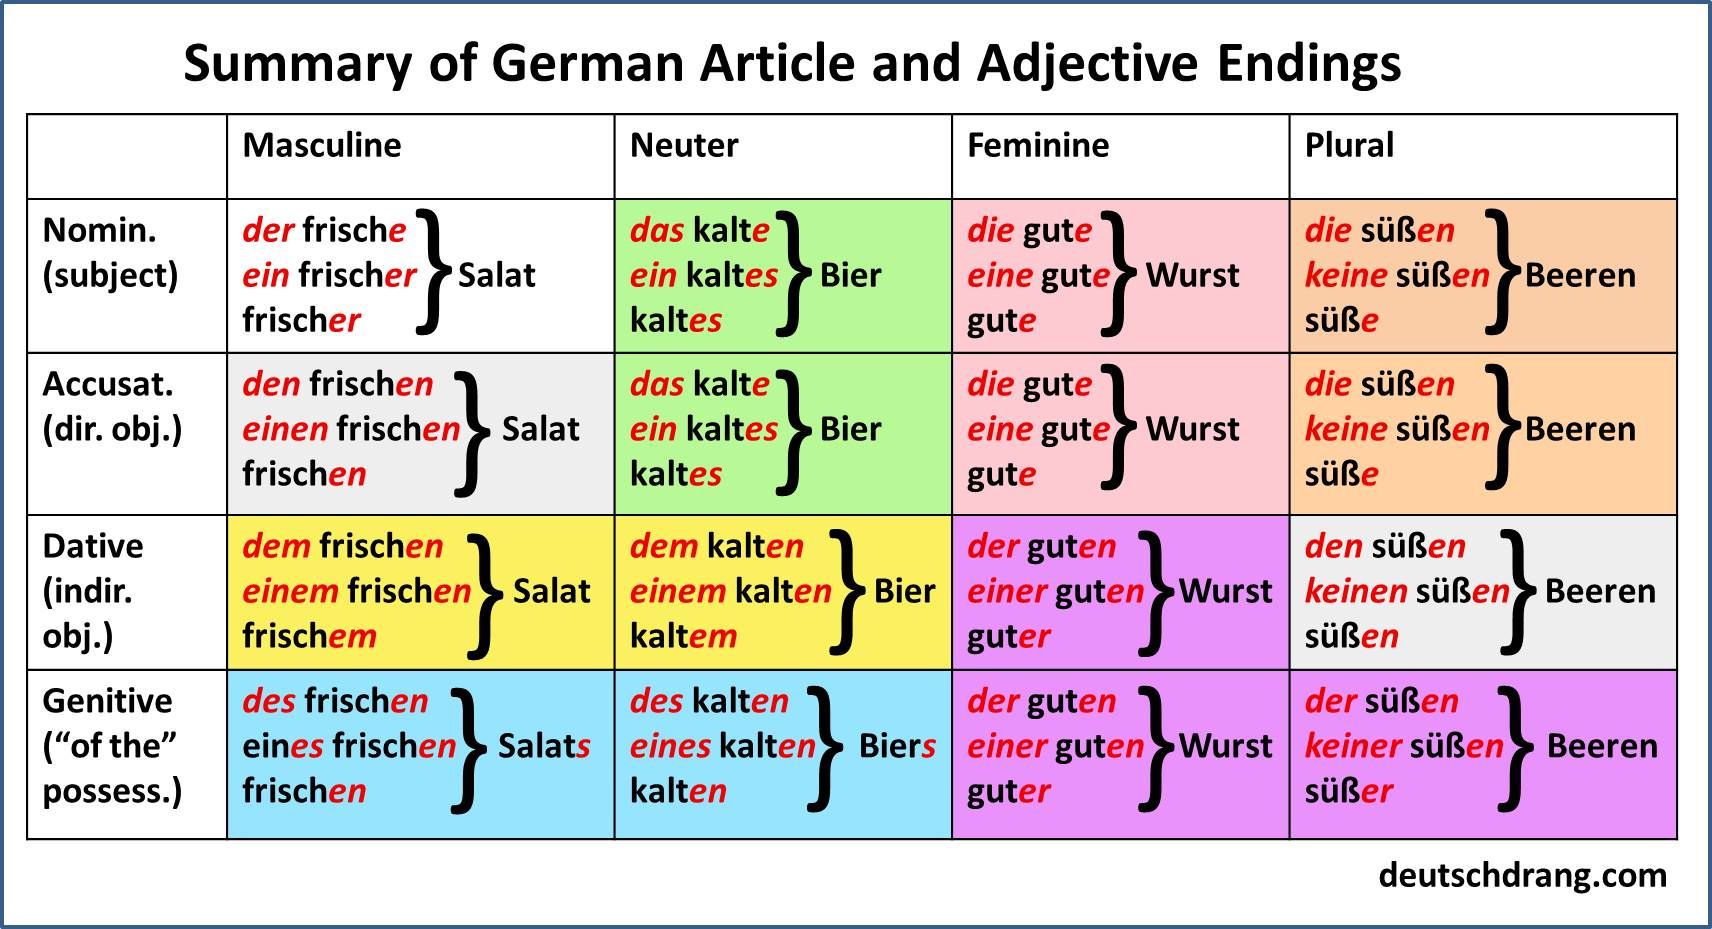 Summary of German Article and Adjective Endings
Masculine
Neuter
Feminine
Plural
Nomin.
(subject)
der frische
ein frischer
frischer
} Salat
das kalte
ein kaltes
kaltes
} Bier
die gute
eine gute
gute
} Wurst
die süßen
keine süßen
süße
} Beeren
Accusat.
(dir. obj.)
den frischen
einen frischen
frischen
} Salat
das kalte
ein kaltes
kaltes
} Bier
die gute
eine gute
gute
} Wurst
die süßen
keine süßen
süße
} Beeren
Dative
(indir.
obj.)
dem frischen
einem frischen
frischem
} Salat
dem kalten
einem kalten
kaltem
} Bier
der guten
einer guten
guter
} Wurst
den süßen
keinen süßen
süßen
} Beeren
Genitive
(“of the”
possess.)
des frischen
eines frischen
frischen
} Salats
des kalten
eines kalten
kalten
} Biers
der guten
einer guten
guter
} Wurst
der süßen
keiner süßen
süßer
} Beeren
deutschdrang.com